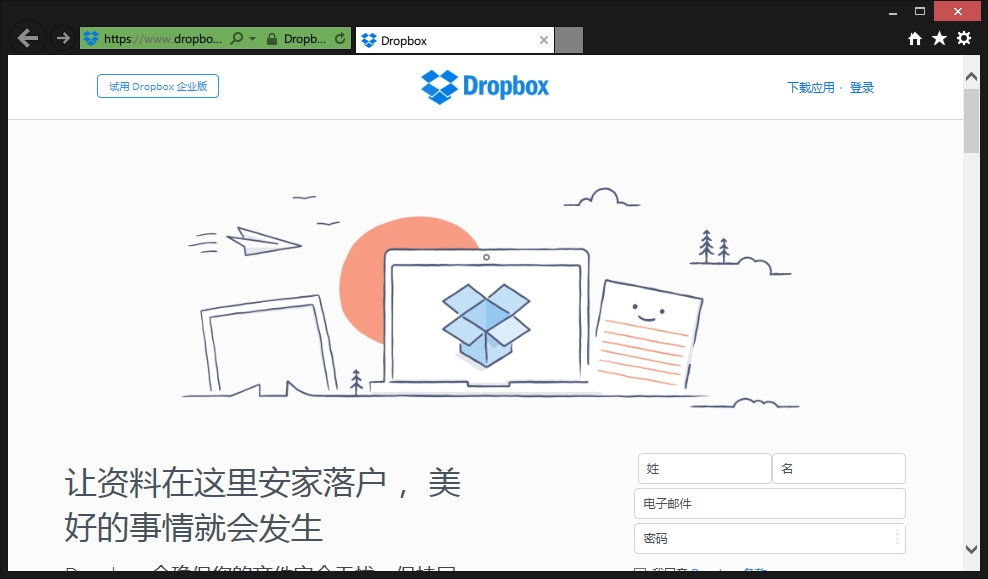 https://www.dropbo...
Dropb...
Dropbox
试用 Dropbox 企业版
Dropbox
下载应用 · 登录
让资料在这里安家落户，美
好的事情就会发生
姓
名
电子邮件
密码